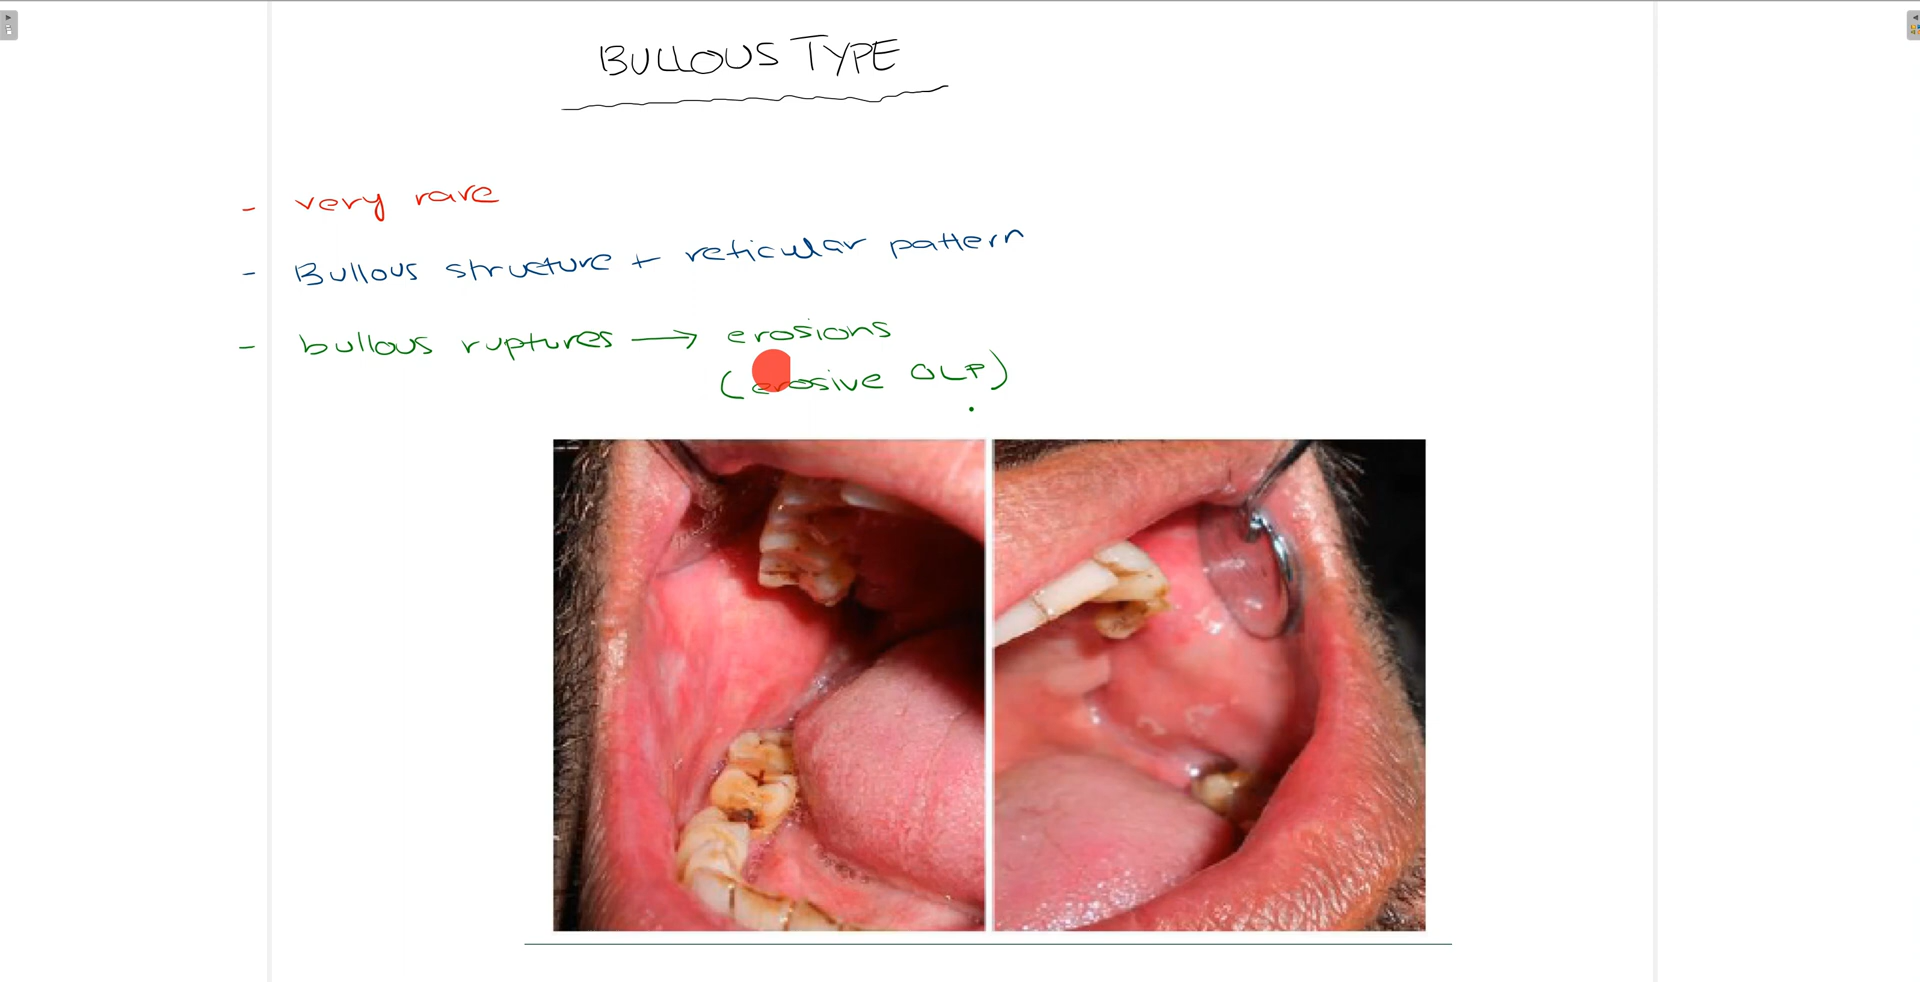 BULLOUS TYPE
- very rare
- Bullous structure + reticular pattern
- bullous ruptures → erosions
(erosive OLP)